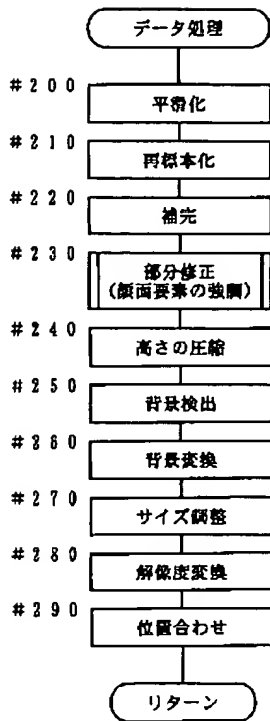 データ処理
#200
平滑化
#210
再標本化
#220
補完
#230
部分修正
(顔面要素の強調)
#240
高さの圧縮
#250
背景検出
#260
背景変換
#270
サイズ調整
#280
解像度変換
#290
位置合わせ
リターン